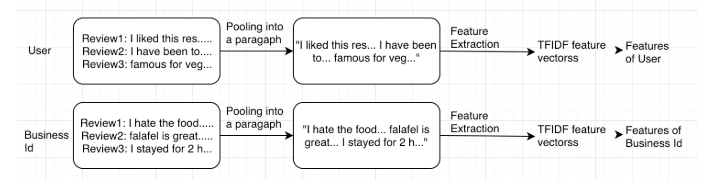 User
Review1: I liked this res.....
Review2: I have been to....
Review3: famous for veg...
Pooling into
a paragaph
"I liked this res... I have been
to... famous for veg..."
Feature
Extraction
TFIDF feature
vectorss
Features
of User
Business
Id
Review1: I hate the food.....
Review2: falafel is great.....
Review3: I stayed for 2 h...
Pooling into
a paragraph
"I hate the food... falafel is
great... I stayed for 2 h..."
Feature
Extraction
TFIDF feature
vectorss
Features of
Business Id